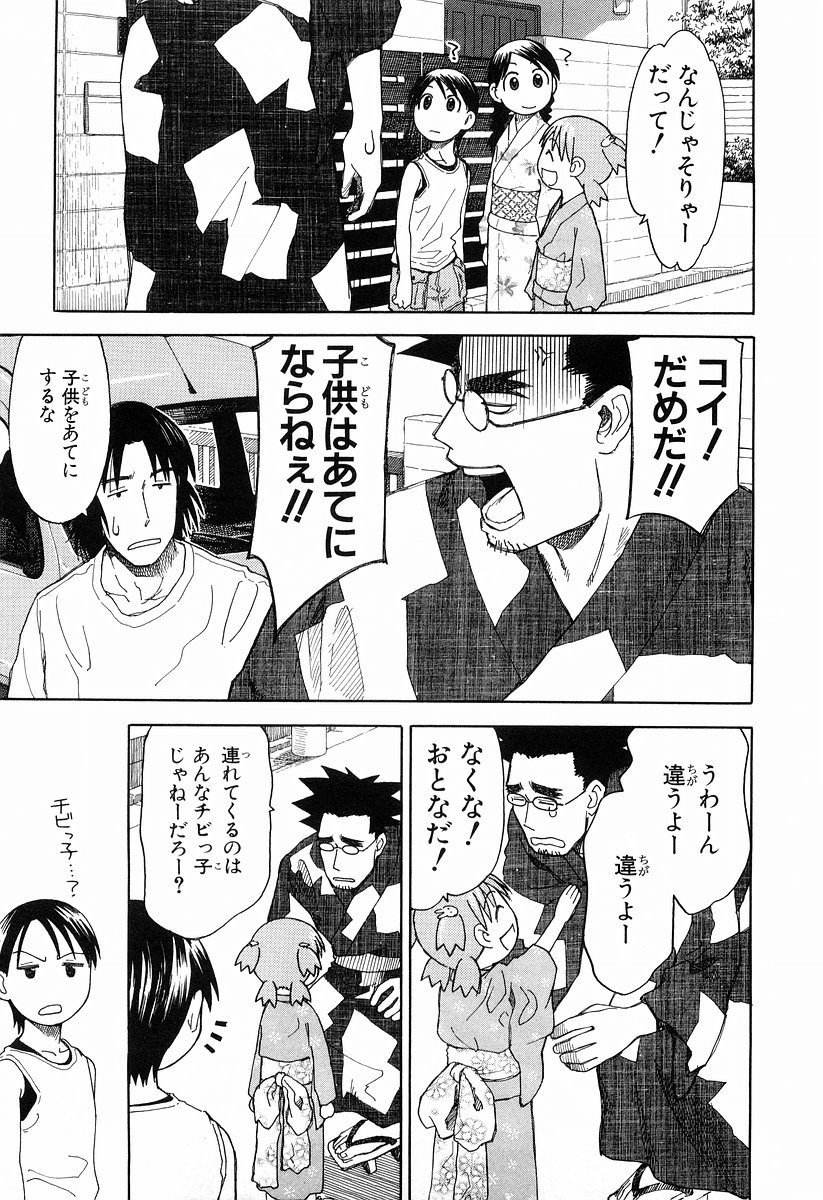 なんじゃそりゃー
だって！
?
?
コイ！
だめだ!!
子供はあてに
ならねぇ!!
子供をあてに
するな
うわーん
違うよー
違うよー
なくな！
おとなだ！
連れてくるのは
あんなチビっ子
じゃねーだろー？
チビっ子…？